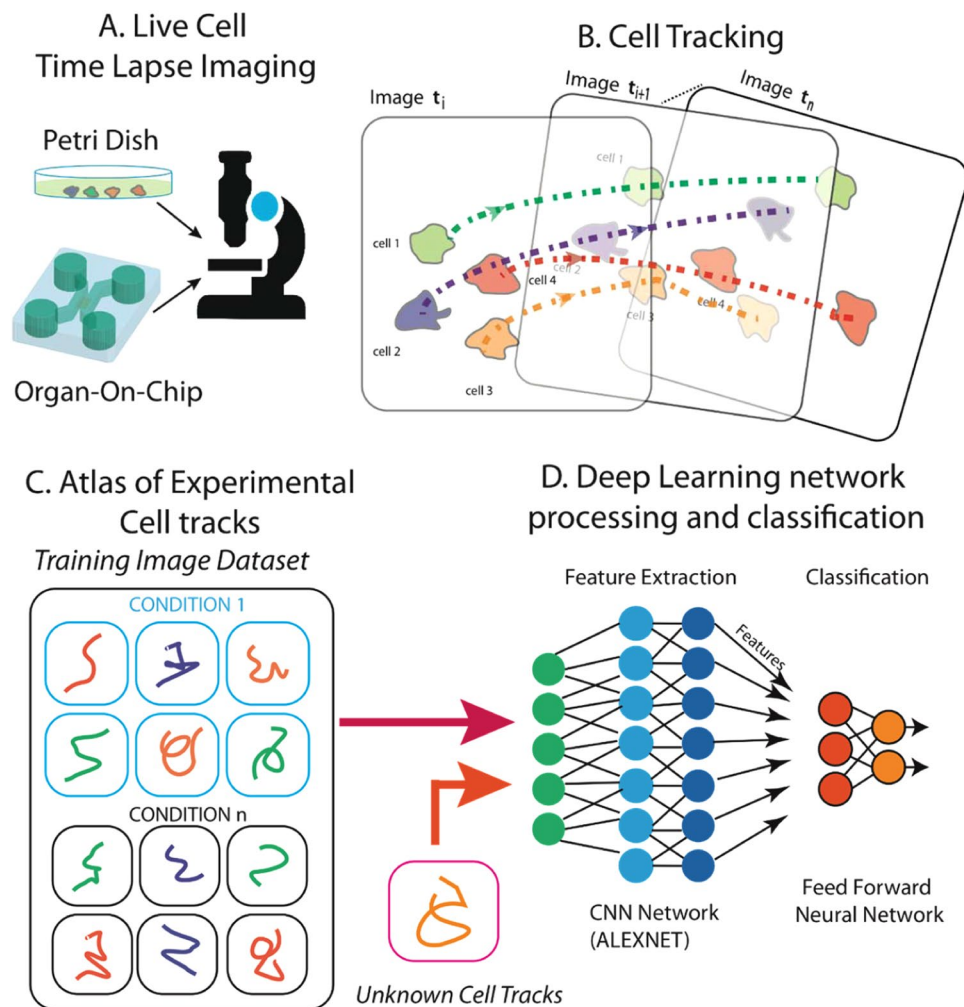 A. Live Cell
Time Lapse Imaging
Petri Dish
Organ-On-Chip
B. Cell Tracking
Image tᵢ
Image tᵢ₊₁
Image tₙ
cell 1
cell 1
cell 2
cell 4
cell 2
cell 3
cell 4
cell 3
C. Atlas of Experimental
Cell tracks
Training Image Dataset
CONDITION 1
CONDITION n
Unknown Cell Tracks
D. Deep Learning network
processing and classification
Feature Extraction
Classification
Features
CNN Network
(ALEXNET)
Feed Forward
Neural Network